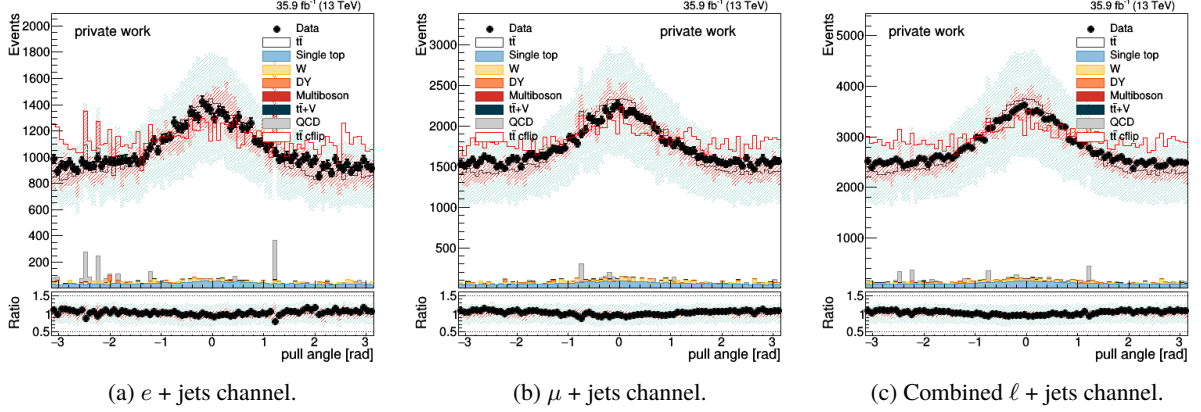 35.9 fb⁻¹ (13 TeV)
Events
private work
Data
tt̄
Single top
W
DY
Multiboson
tt̄+V
QCD
tt̄ cflip
2000
1800
1600
1400
1200
1000
800
600
400
200
Ratio
1.5
1
0.5
−3 −2 −1 0 1 2 3
pull angle [rad]
(a) e + jets channel.
35.9 fb⁻¹ (13 TeV)
Events
private work
Data
tt̄
Single top
W
DY
Multiboson
tt̄+V
QCD
tt̄ cflip
3000
2500
2000
1500
1000
500
Ratio
1.5
1
0.5
−3 −2 −1 0 1 2 3
pull angle [rad]
(b) μ + jets channel.
35.9 fb⁻¹ (13 TeV)
Events
private work
Data
tt̄
Single top
W
DY
Multiboson
tt̄+V
QCD
tt̄ cflip
5000
4000
3000
2000
1000
Ratio
1.5
1
0.5
−3 −2 −1 0 1 2 3
pull angle [rad]
(c) Combined ℓ + jets channel.